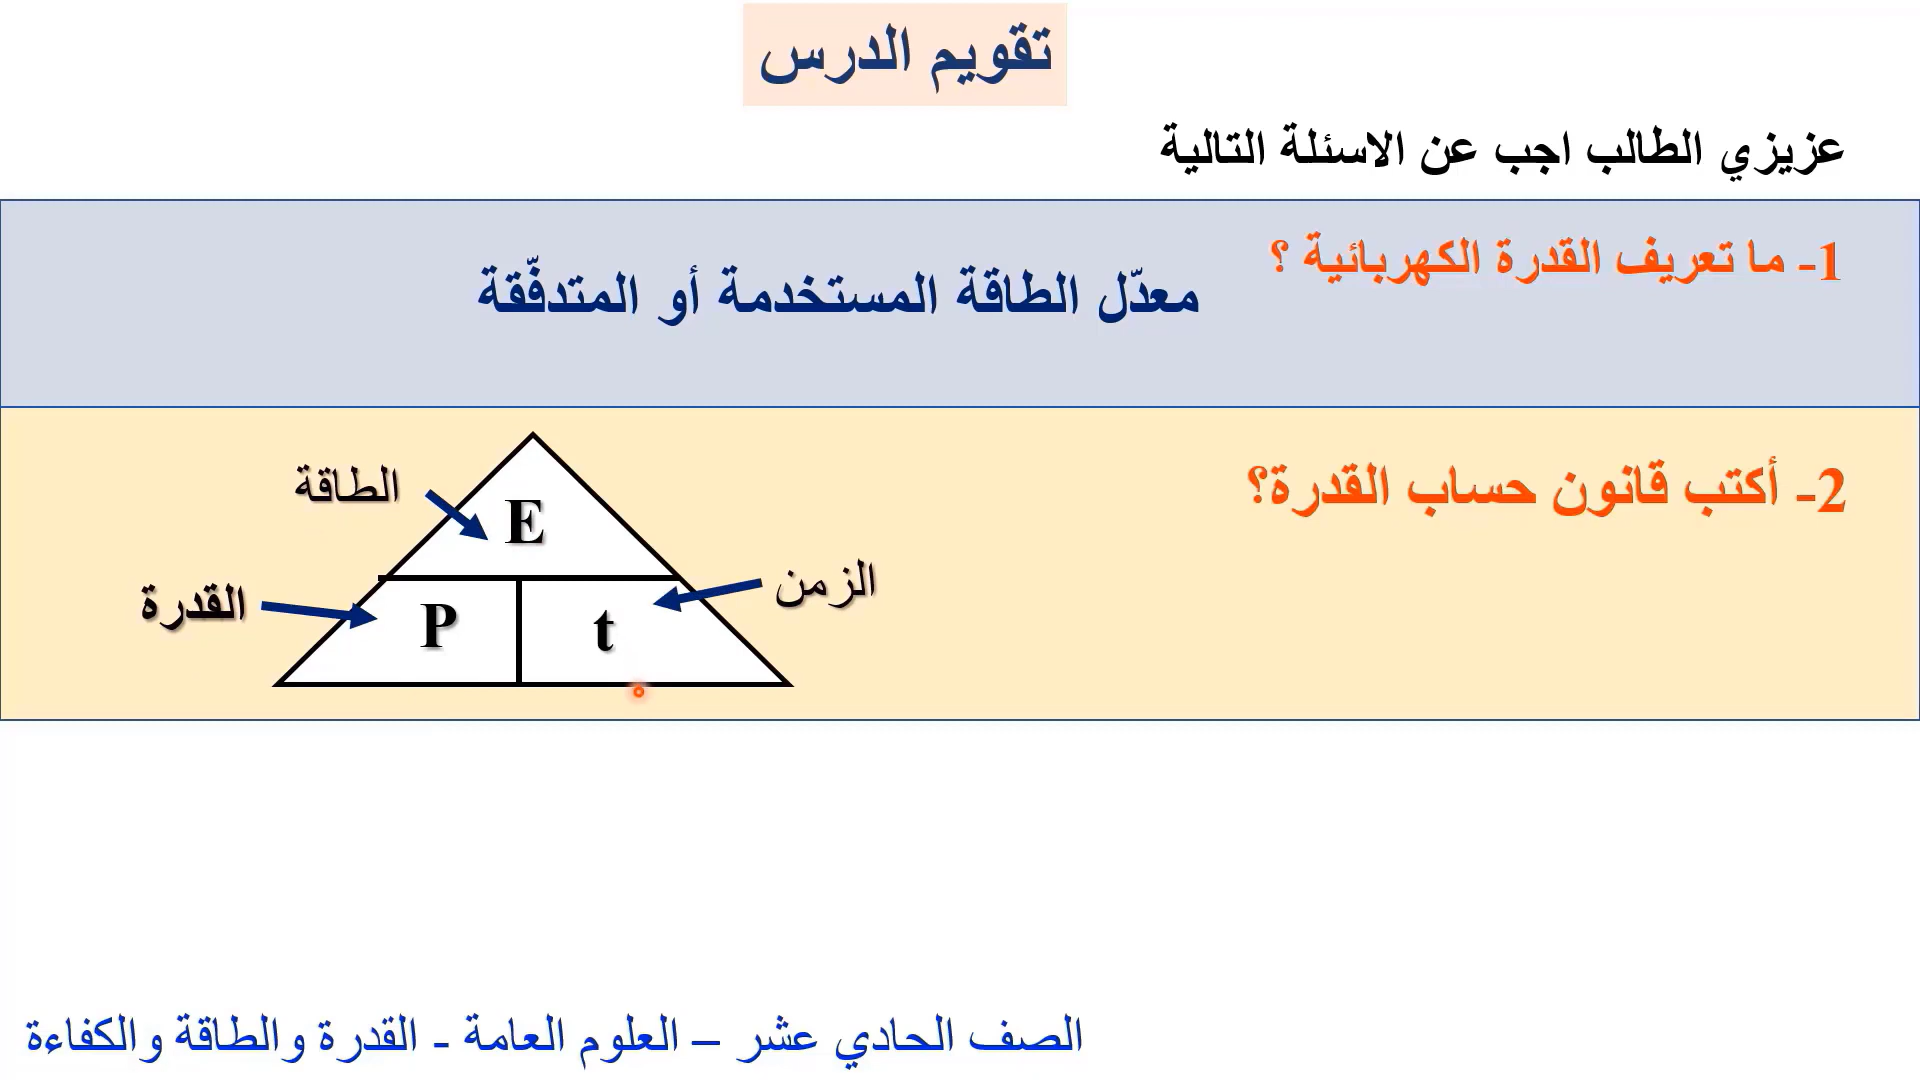 تقويم الدرس
عزيزي الطالب اجب عن الاسئلة التالية
1- ما تعريف القدرة الكهربائية ؟
معدّل الطاقة المستخدمة أو المتدفّقة
2- أكتب قانون حساب القدرة؟
الطاقة
E
الزمن
القدرة
P
t
الصف الحادي عشر – العلوم العامة - القدرة والطاقة والكفاءة